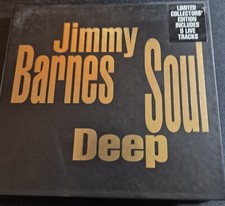 Jimmy
Barnes Soul
Deep
LIMITED
COLLECTORS'
EDITION
INCLUDES
5 LIVE
TRACKS